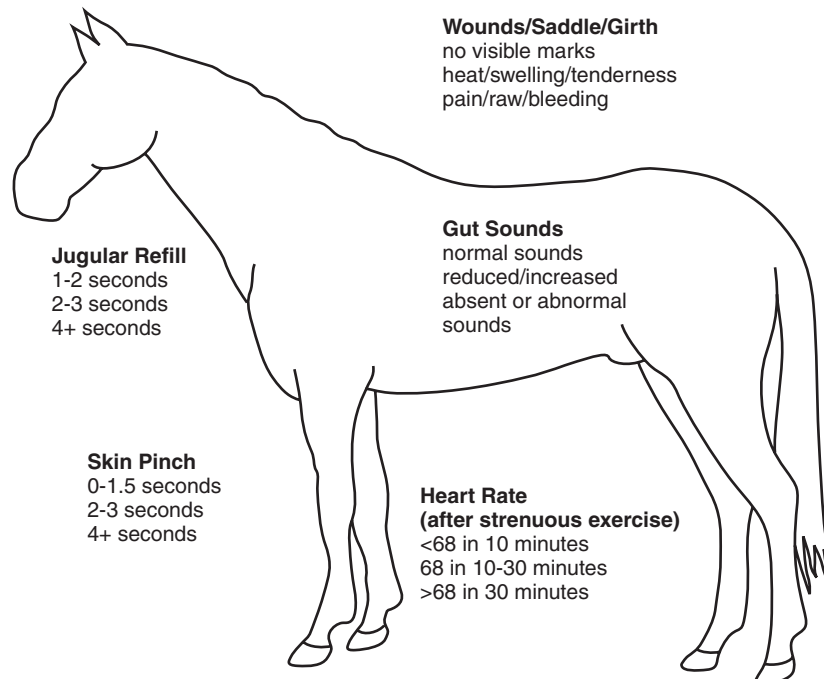 Wounds/Saddle/Girth
no visible marks
heat/swelling/tenderness
pain/raw/bleeding
Jugular Refill
1-2 seconds
2-3 seconds
4+ seconds
Gut Sounds
normal sounds
reduced/increased
absent or abnormal
sounds
Skin Pinch
0-1.5 seconds
2-3 seconds
4+ seconds
Heart Rate
(after strenuous exercise)
<68 in 10 minutes
68 in 10-30 minutes
>68 in 30 minutes